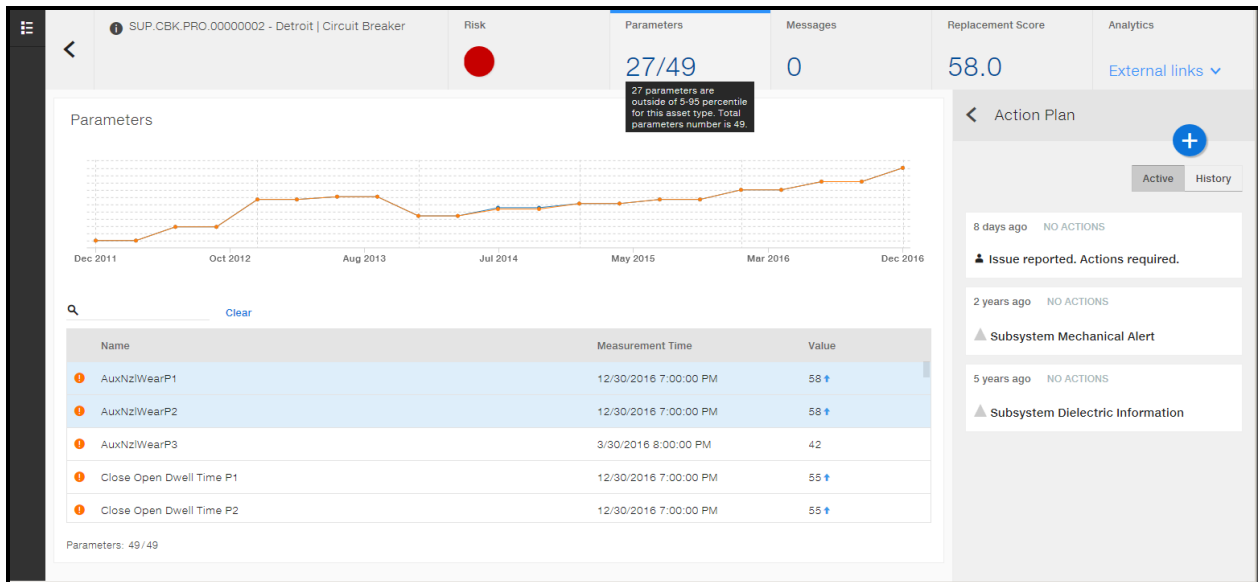 SUP.CBK.PRO.00000002 - Detroit | Circuit Breaker
Risk
Parameters
27/49
Messages
0
Replacement Score
58.0
Analytics
External links
27 parameters are
outside of 5-95 percentile
for this asset type. Total
parameters number is 49.
Parameters
Dec 2011 Oct 2012 Aug 2013 Jul 2014 May 2015 Mar 2016 Dec 2016
Clear
Name Measurement Time Value
AuxNzlWearP1 12/30/2016 7:00:00 PM 58
AuxNzlWearP2 12/30/2016 7:00:00 PM 58
AuxNzlWearP3 3/30/2016 8:00:00 PM 42
Close Open Dwell Time P1 12/30/2016 7:00:00 PM 55
Close Open Dwell Time P2 12/30/2016 7:00:00 PM 55
Parameters: 49/49
Action Plan
Active History
8 days ago NO ACTIONS
Issue reported. Actions required.
2 years ago NO ACTIONS
Subsystem Mechanical Alert
5 years ago NO ACTIONS
Subsystem Dielectric Information